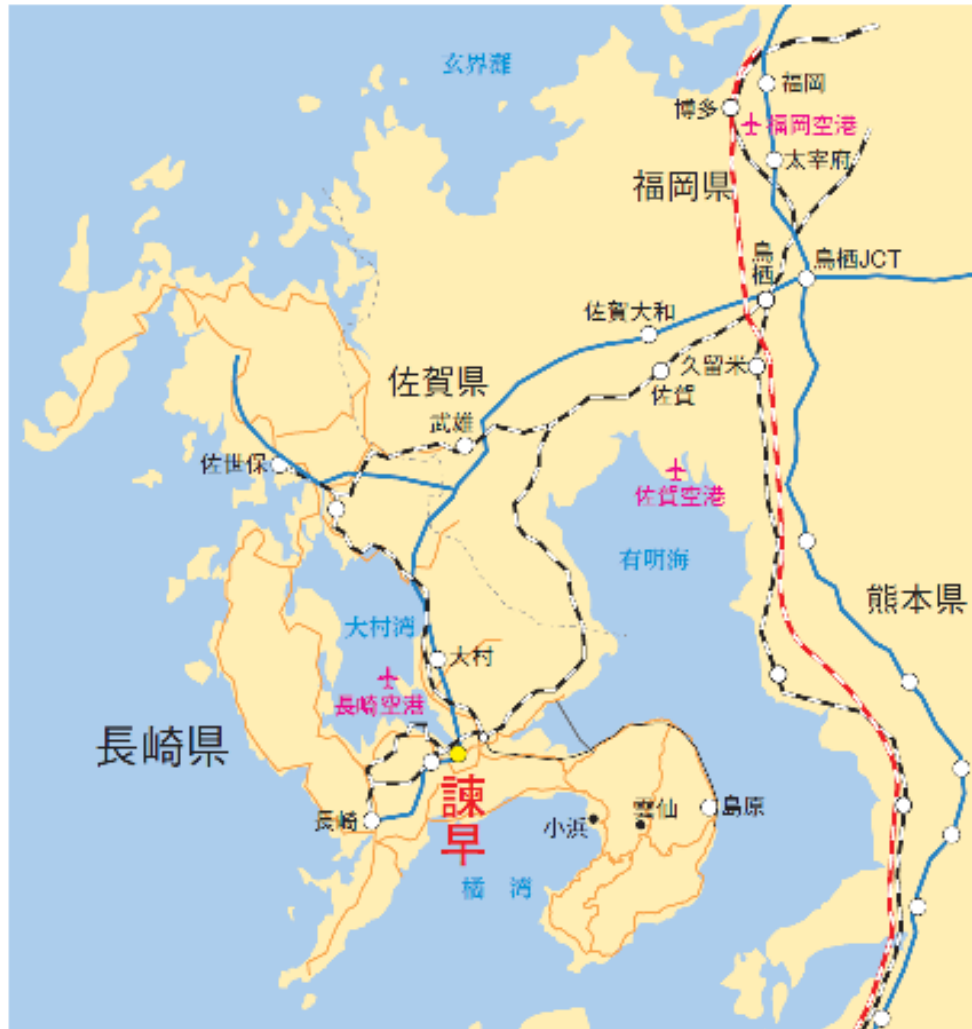 玄界灘
福岡
博多
福岡空港
太宰府
福岡県
鳥栖
鳥栖JCT
佐賀大和
佐賀県
久留米
佐賀
武雄
佐世保
佐賀空港
有明海
熊本県
大村湾
大村
長崎空港
長崎県
諫早
長崎
小浜
雲仙
島原
橘 湾